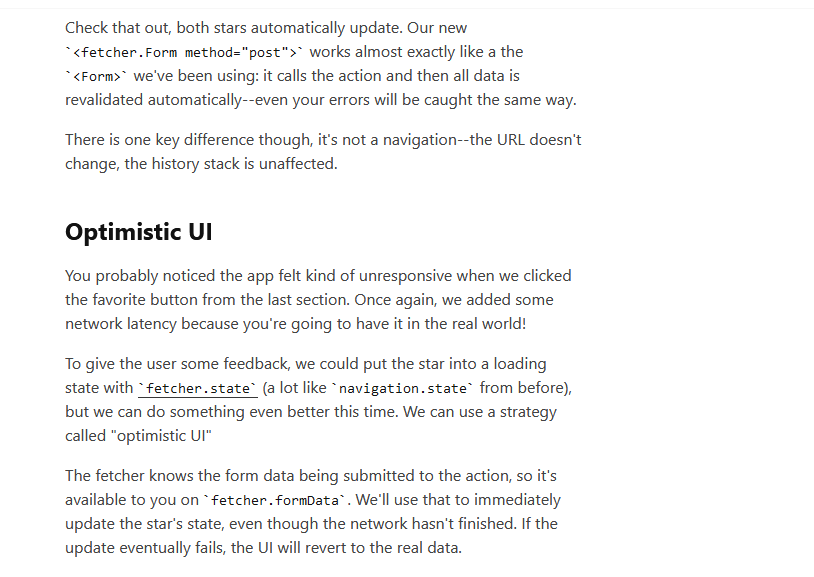 Check that out, both stars automatically update. Our new
`<fetcher.Form method="post">` works almost exactly like a the
`<Form>` we've been using: it calls the action and then all data is
revalidated automatically--even your errors will be caught the same way.
There is one key difference though, it's not a navigation--the URL doesn't
change, the history stack is unaffected.
Optimistic UI
You probably noticed the app felt kind of unresponsive when we clicked
the favorite button from the last section. Once again, we added some
network latency because you're going to have it in the real world!
To give the user some feedback, we could put the star into a loading
state with `fetcher.state` (a lot like `navigation.state` from before),
but we can do something even better this time. We can use a strategy
called "optimistic UI"
The fetcher knows the form data being submitted to the action, so it's
available to you on `fetcher.formData`. We'll use that to immediately
update the star's state, even though the network hasn't finished. If the
update eventually fails, the UI will revert to the real data.